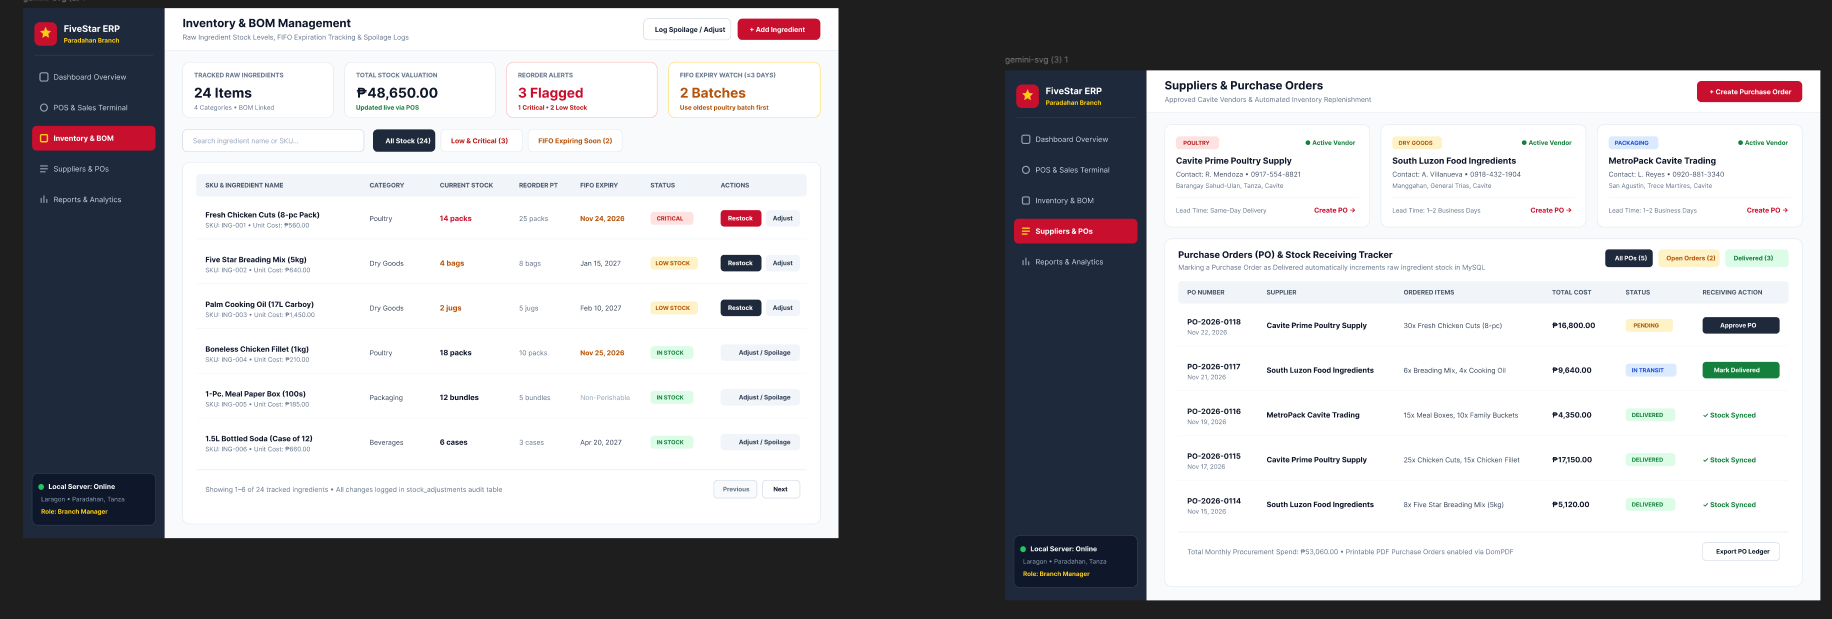 FiveStar ERP
Paradahan Branch
Dashboard Overview
POS & Sales Terminal
Inventory & BOM
Suppliers & POs
Reports & Analytics
Local Server: Online
Laragon • Paradahan, Tanza
Role: Branch Manager
Inventory & BOM Management
Raw Ingredient Stock Levels, FIFO Expiration Tracking & Spoilage Logs
Log Spoilage / Adjust
+ Add Ingredient
TRACKED RAW INGREDIENTS
24 Items
4 Categories • BOM Linked
TOTAL STOCK VALUATION
₱48,650.00
Updated live via POS
REORDER ALERTS
3 Flagged
1 Critical • 2 Low Stock
FIFO EXPIRY WATCH (≤3 DAYS)
2 Batches
Use oldest poultry batch first
Search ingredient name or SKU...
All Stock (24)
Low & Critical (3)
FIFO Expiring Soon (2)
SKU & INGREDIENT NAME CATEGORY CURRENT STOCK REORDER PT FIFO EXPIRY STATUS ACTIONS
Fresh Chicken Cuts (8-pc Pack) Poultry 14 packs 25 packs Nov 24, 2026 CRITICAL Restock Adjust
SKU: ING-001 • Unit Cost: ₱560.00
Five Star Breading Mix (5kg) Dry Goods 4 bags 8 bags Jan 15, 2027 LOW STOCK Restock Adjust
SKU: ING-002 • Unit Cost: ₱640.00
Palm Cooking Oil (17L Carboy) Dry Goods 2 jugs 5 jugs Feb 10, 2027 LOW STOCK Restock Adjust
SKU: ING-003 • Unit Cost: ₱1,450.00
Boneless Chicken Fillet (1kg) Poultry 18 packs 10 packs Nov 25, 2026 IN STOCK Adjust / Spoilage
SKU: ING-004 • Unit Cost: ₱210.00
1-Pc. Meal Paper Box (100s) Packaging 12 bundles 5 bundles Non-Perishable IN STOCK Adjust / Spoilage
SKU: ING-005 • Unit Cost: ₱185.00
1.5L Bottled Soda (Case of 12) Beverages 6 cases 3 cases Apr 20, 2027 IN STOCK Adjust / Spoilage
SKU: ING-006 • Unit Cost: ₱660.00
Showing 1–6 of 24 tracked ingredients • All changes logged in stock_adjustments audit table
Previous
Next
gemini-svg (3) 1
FiveStar ERP
Paradahan Branch
Dashboard Overview
POS & Sales Terminal
Inventory & BOM
Suppliers & POs
Reports & Analytics
Local Server: Online
Laragon • Paradahan, Tanza
Role: Branch Manager
Suppliers & Purchase Orders
Approved Cavite Vendors & Automated Inventory Replenishment
+ Create Purchase Order
POULTRY Active Vendor
Cavite Prime Poultry Supply
Contact: R. Mendoza • 0917-554-8821
Barangay Sahud-Ulan, Tanza, Cavite
Lead Time: Same-Day Delivery Create PO →
DRY GOODS Active Vendor
South Luzon Food Ingredients
Contact: A. Villanueva • 0918-432-1904
Manggahan, General Trias, Cavite
Lead Time: 1–2 Business Days Create PO →
PACKAGING Active Vendor
MetroPack Cavite Trading
Contact: L. Reyes • 0920-881-3340
San Agustin, Trece Martires, Cavite
Lead Time: 1–2 Business Days Create PO →
Purchase Orders (PO) & Stock Receiving Tracker
Marking a Purchase Order as Delivered automatically increments raw ingredient stock in MySQL
All POs (5)
Open Orders (2)
Delivered (3)
PO NUMBER SUPPLIER ORDERED ITEMS TOTAL COST STATUS RECEIVING ACTION
PO-2026-0118 Cavite Prime Poultry Supply 30x Fresh Chicken Cuts (8-pc) ₱16,800.00 PENDING Approve PO
Nov 22, 2026
PO-2026-0117 South Luzon Food Ingredients 6x Breading Mix, 4x Cooking Oil ₱9,640.00 IN TRANSIT Mark Delivered
Nov 21, 2026
PO-2026-0116 MetroPack Cavite Trading 15x Meal Boxes, 10x Family Buckets ₱4,350.00 DELIVERED ✓ Stock Synced
Nov 19, 2026
PO-2026-0115 Cavite Prime Poultry Supply 25x Chicken Cuts, 15x Chicken Fillet ₱17,150.00 DELIVERED ✓ Stock Synced
Nov 17, 2026
PO-2026-0114 South Luzon Food Ingredients 8x Five Star Breading Mix (5kg) ₱5,120.00 DELIVERED ✓ Stock Synced
Nov 15, 2026
Total Monthly Procurement Spend: ₱53,060.00 • Printable PDF Purchase Orders enabled via DomPDF
Export PO Ledger